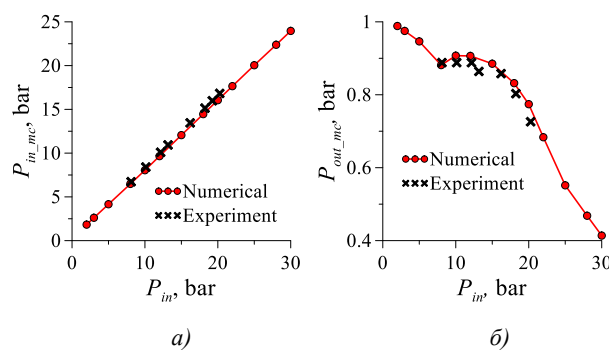 25
20
15
10
5
0
P_in_mc, bar
Numerical
Experiment
0 10 20 30
P_in, bar
а)
1
0.8
0.6
0.4
P_out_mc, bar
Numerical
Experiment
0 10 20 30
P_in, bar
б)